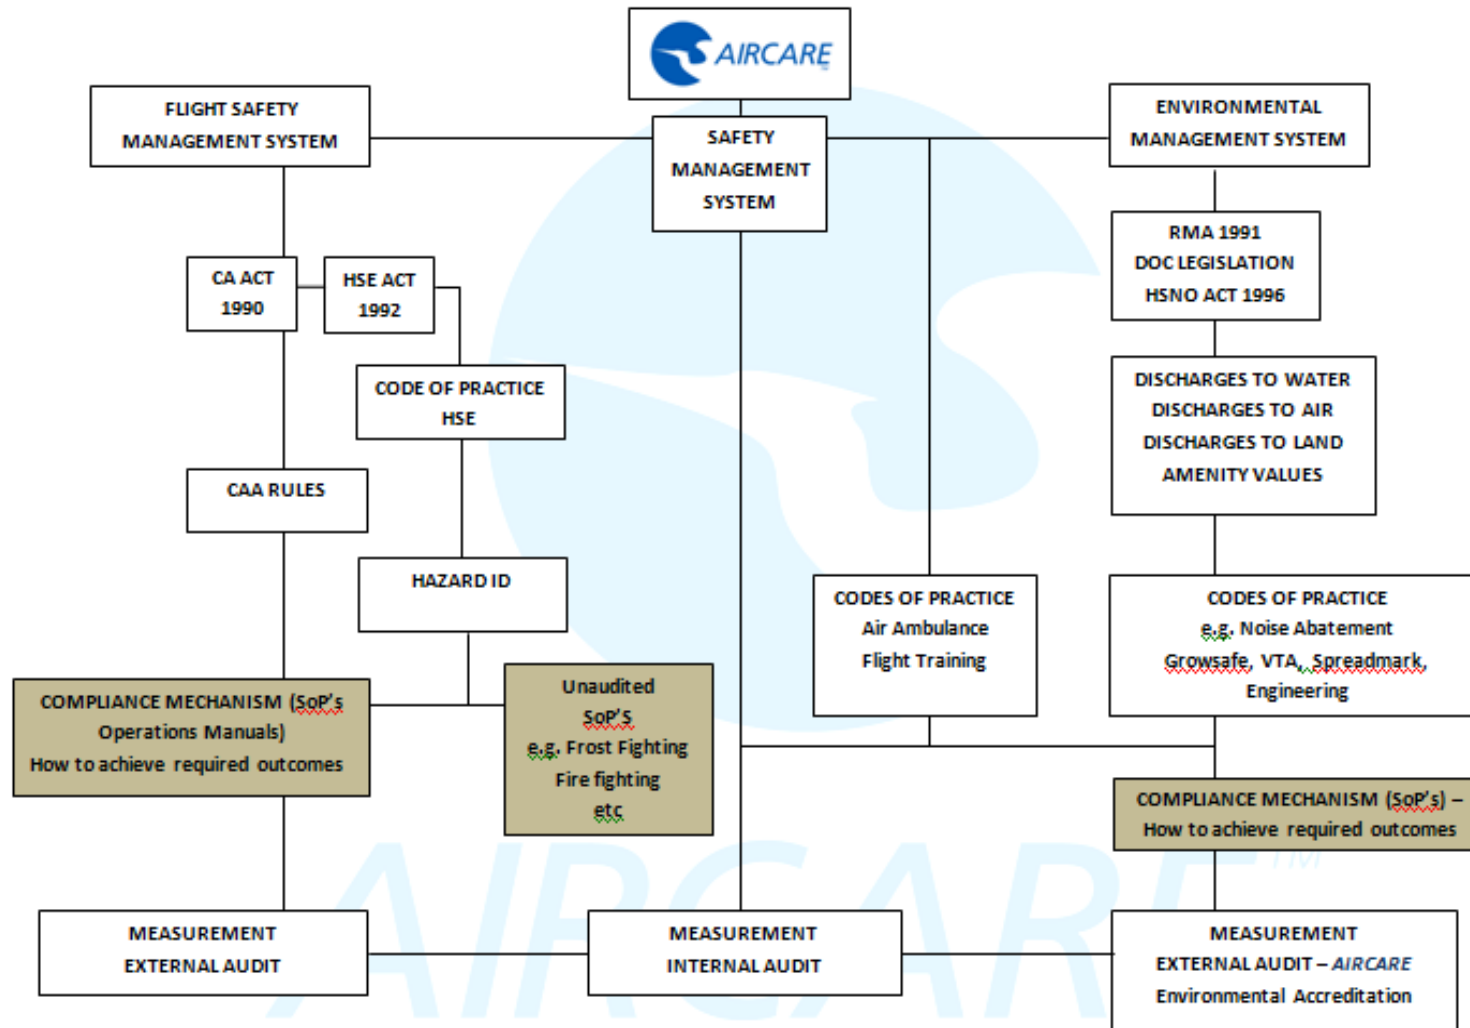 AIRCARE
TM
FLIGHT SAFETY
MANAGEMENT SYSTEM
SAFETY
MANAGEMENT
SYSTEM
ENVIRONMENTAL
MANAGEMENT SYSTEM
CA ACT
1990
HSE ACT
1992
RMA 1991
DOC LEGISLATION
HSNO ACT 1996
CODE OF PRACTICE
HSE
DISCHARGES TO WATER
DISCHARGES TO AIR
DISCHARGES TO LAND
AMENITY VALUES
CAA RULES
HAZARD ID
CODES OF PRACTICE
Air Ambulance
Flight Training
CODES OF PRACTICE
e.g. Noise Abatement
Growsafe, VTA, Spreadmark,
Engineering
COMPLIANCE MECHANISM (SoP's
Operations Manuals)
How to achieve required outcomes
Unaudited
SoP'S
e.g. Frost Fighting
Fire fighting
etc
COMPLIANCE MECHANISM (SoP's) –
How to achieve required outcomes
MEASUREMENT
EXTERNAL AUDIT
MEASUREMENT
INTERNAL AUDIT
MEASUREMENT
EXTERNAL AUDIT – AIRCARE
Environmental Accreditation
AIRCARE TM